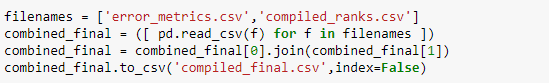 filenames = ['error_metrics.csv','compiled_ranks.csv']
combined_final = ([ pd.read_csv(f) for f in filenames ])
combined_final = combined_final[0].join(combined_final[1])
combined_final.to_csv('compiled_final.csv',index=False)